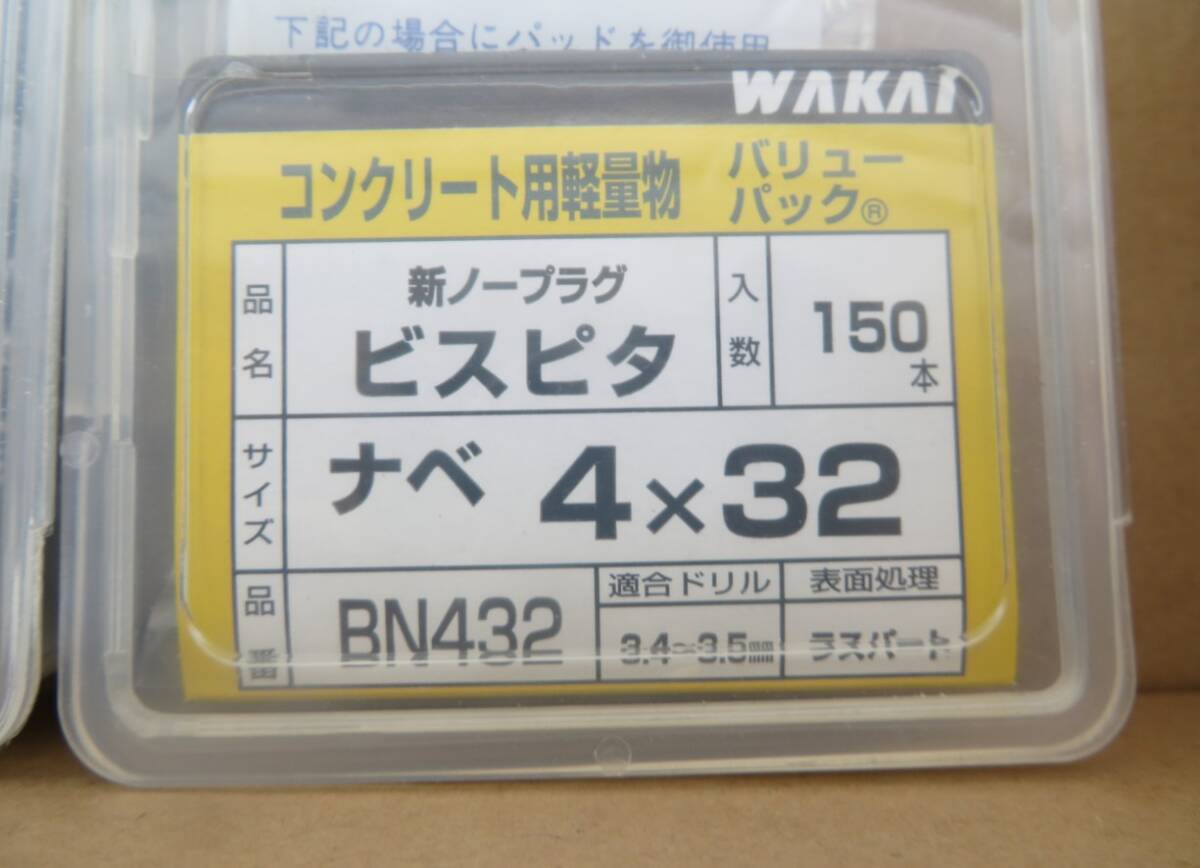 下記の場合にパッドを御使用
WAKAI
コンクリート用軽量物
バリュー
パック®
品名
新ノープラグ
ビスピタ
入数
150
本
サイズ
ナベ 4×32
品番
BN432
適合ドリル
3.4〜3.5mm
表面処理
ラスパート